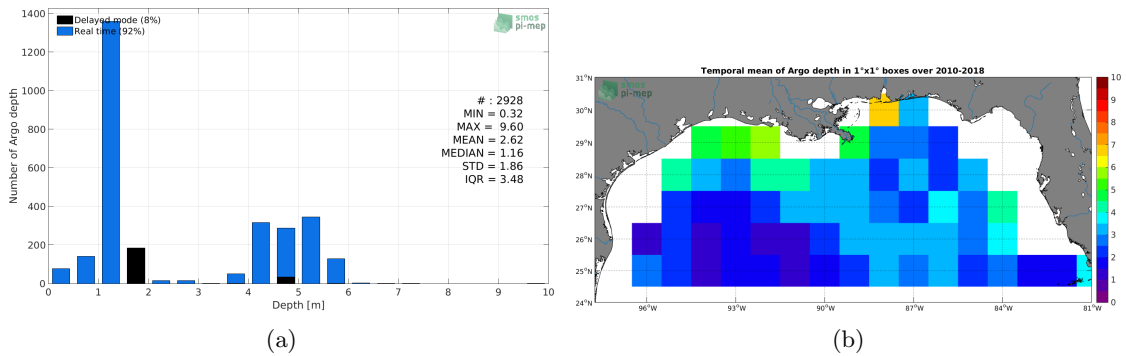 Delayed mode (8%)
Real time (92%)
smos
pi-mep
# : 2928
MIN = 0.32
MAX = 9.60
MEAN = 2.62
MEDIAN = 1.16
STD = 1.86
IQR = 3.48
1400
1200
1000
800
600
400
200
0
Number of Argo depth
0 1 2 3 4 5 6 7 8 9 10
Depth [m]
(a)
Temporal mean of Argo depth in 1°x1° boxes over 2010-2018
smos
pi-mep
31°N
30°N
29°N
28°N
27°N
26°N
25°N
24°N
96°W 93°W 90°W 87°W 84°W 81°W
10
9
8
7
6
5
4
3
2
1
0
(b)